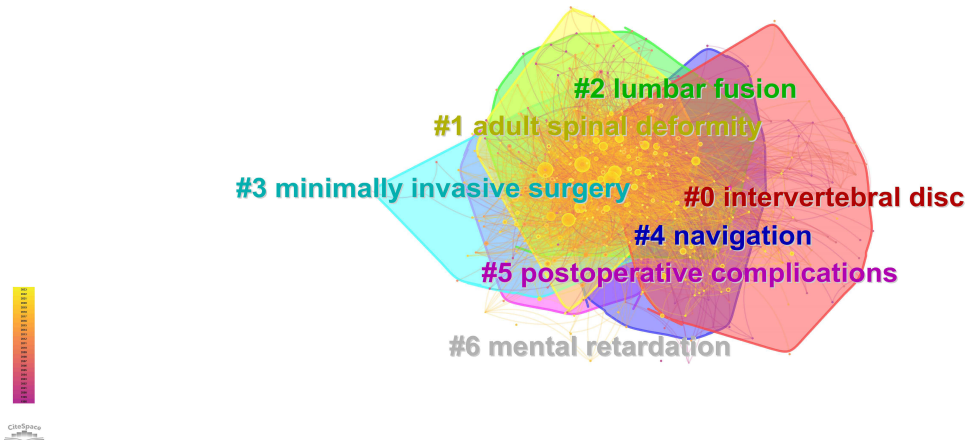 #2 lumbar fusion
#1 adult spinal deformity
#3 minimally invasive surgery
#0 intervertebral disc
#4 navigation
#5 postoperative complications
#6 mental retardation
CiteSpace